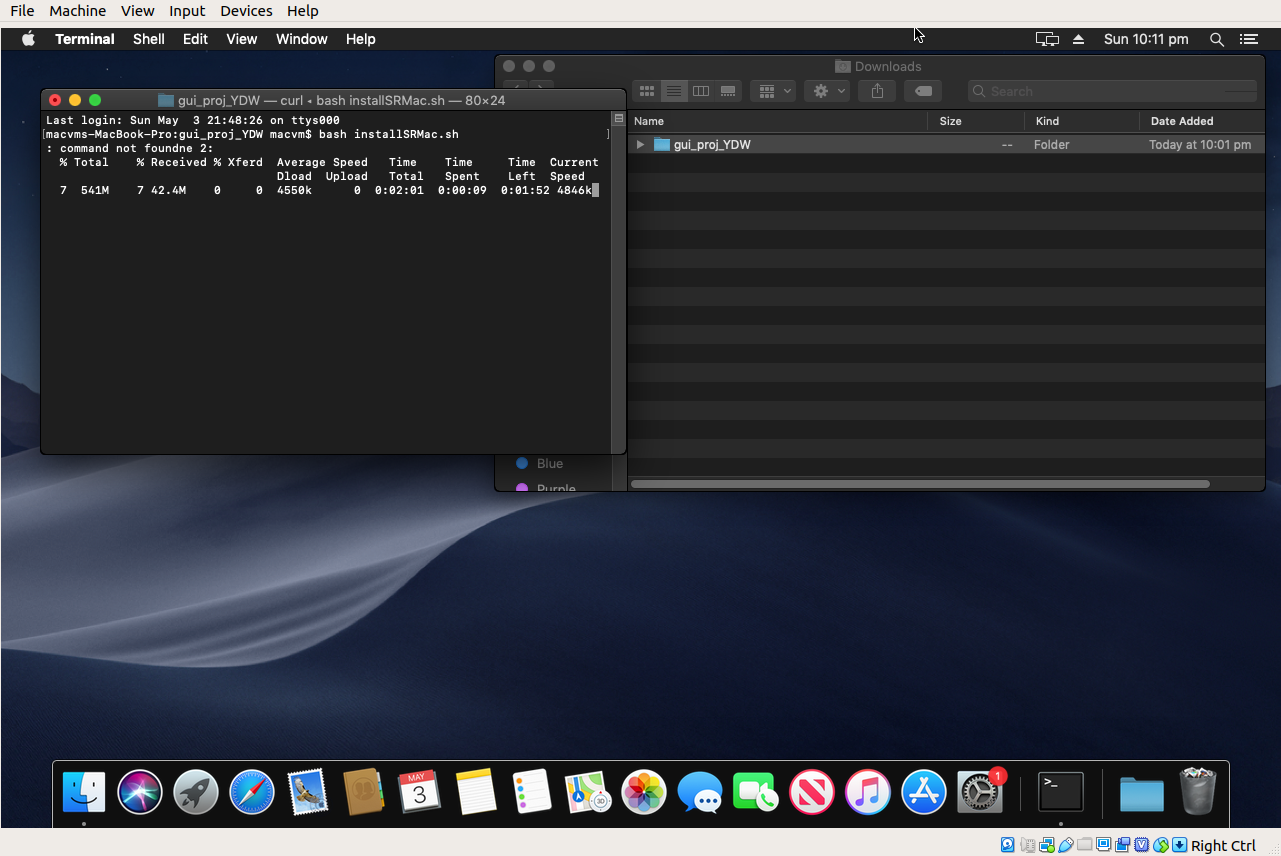 File Machine View Input Devices Help
Terminal Shell Edit View Window Help Sun 10:11 pm
Downloads
Search
gui_proj_YDW — curl ◂ bash installSRMac.sh — 80×24
Last login: Sun May  3 21:48:26 on ttys000
[macvms-MacBook-Pro:gui_proj_YDW macvm$ bash installSRMac.sh ]
: command not foundne 2:
% Total % Received % Xferd Average Speed Time Time Time Current
Dload Upload Total Spent Left Speed
7 541M 7 42.4M 0 0 4550k 0 0:02:01 0:00:09 0:01:52 4846k
Name Size Kind Date Added
gui_proj_YDW -- Folder Today at 10:01 pm
Blue
Purple
MAY
3
3D
1
>_
Right Ctrl